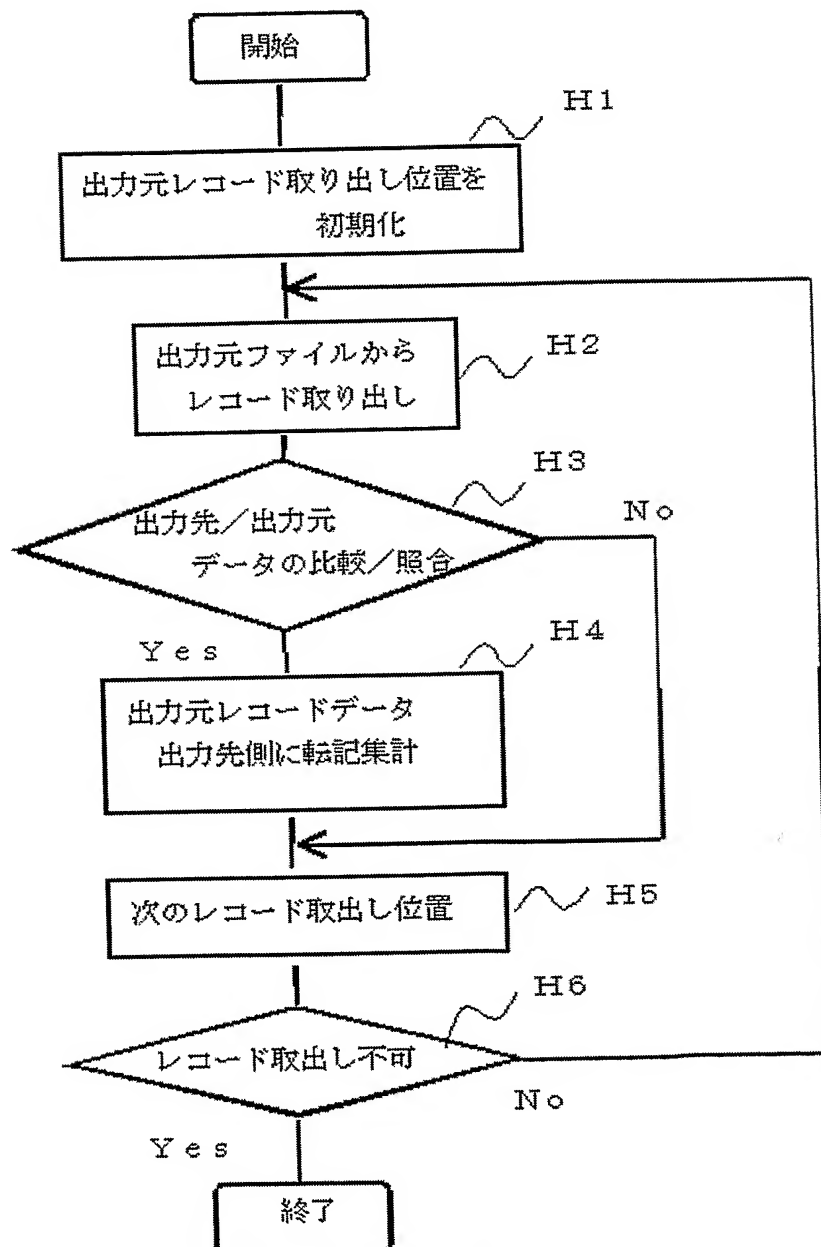 開始
H1
出力元レコード取り出し位置を
初期化
出力元ファイルから
レコード取り出し
H2
H3
出力先／出力元
データの比較／照合
No
Yes
H4
出力元レコードデータ
出力先側に転記集計
次のレコード取出し位置
H5
H6
レコード取出し不可
No
Yes
終了